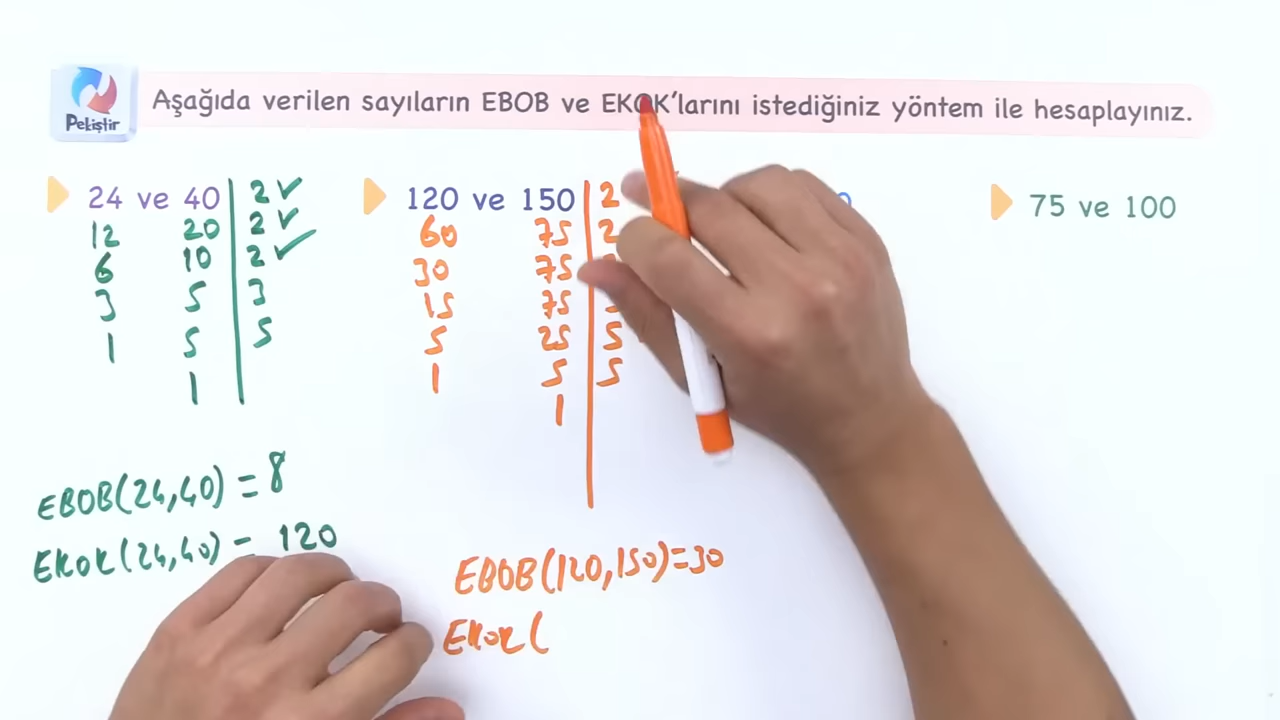 Pekiştir
Aşağıda verilen sayıların EBOB ve EKOK'larını istediğiniz yöntem ile hesaplayınız.
24 ve 40 2 ✓
12 20 2 ✓
6 10 2 ✓
3 5 3
1 5 5
1
EBOB(24,40) = 8
EKOK(24,40) = 120
120 ve 150 2
60 75 2
30 75
15 75
5 25 5
1 5 5
1
EBOB(120,150)=30
EKOK(
75 ve 100